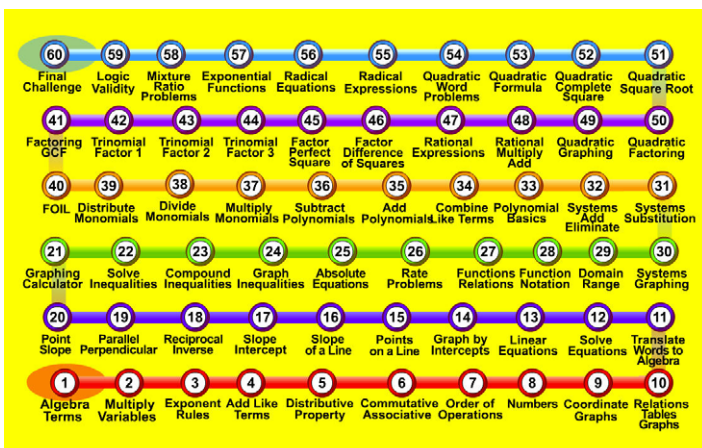 60 59 58 57 56 55 54 53 52 51
Final Challenge Logic Validity Mixture Ratio Problems Exponential Functions Radical Equations Radical Expressions Quadratic Word Problems Quadratic Formula Quadratic Complete Square Quadratic Square Root
41 42 43 44 45 46 47 48 49 50
Factoring GCF Trinomial Factor 1 Trinomial Factor 2 Trinomial Factor 3 Factor Perfect Square Factor Difference of Squares Rational Expressions Rational Multiply Add Quadratic Graphing Quadratic Factoring
40 39 38 37 36 35 34 33 32 31
FOIL Distribute Monomials Divide Monomials Multiply Monomials Subtract Polynomials Add Polynomials Combine Like Terms Polynomial Basics Systems Add Eliminate Systems Substitution
21 22 23 24 25 26 27 28 29 30
Graphing Calculator Solve Inequalities Compound Inequalities Graph Inequalities Absolute Equations Rate Problems Functions Relations Function Notation Domain Range Systems Graphing
20 19 18 17 16 15 14 13 12 11
Point Slope Parallel Perpendicular Reciprocal Inverse Slope Intercept Slope of a Line Points on a Line Graph by Intercepts Linear Equations Solve Equations Translate Words to Algebra
1 2 3 4 5 6 7 8 9 10
Algebra Terms Multiply Variables Exponent Rules Add Like Terms Distributive Property Commutative Associative Order of Operations Numbers Coordinate Graphs Relations Tables Graphs